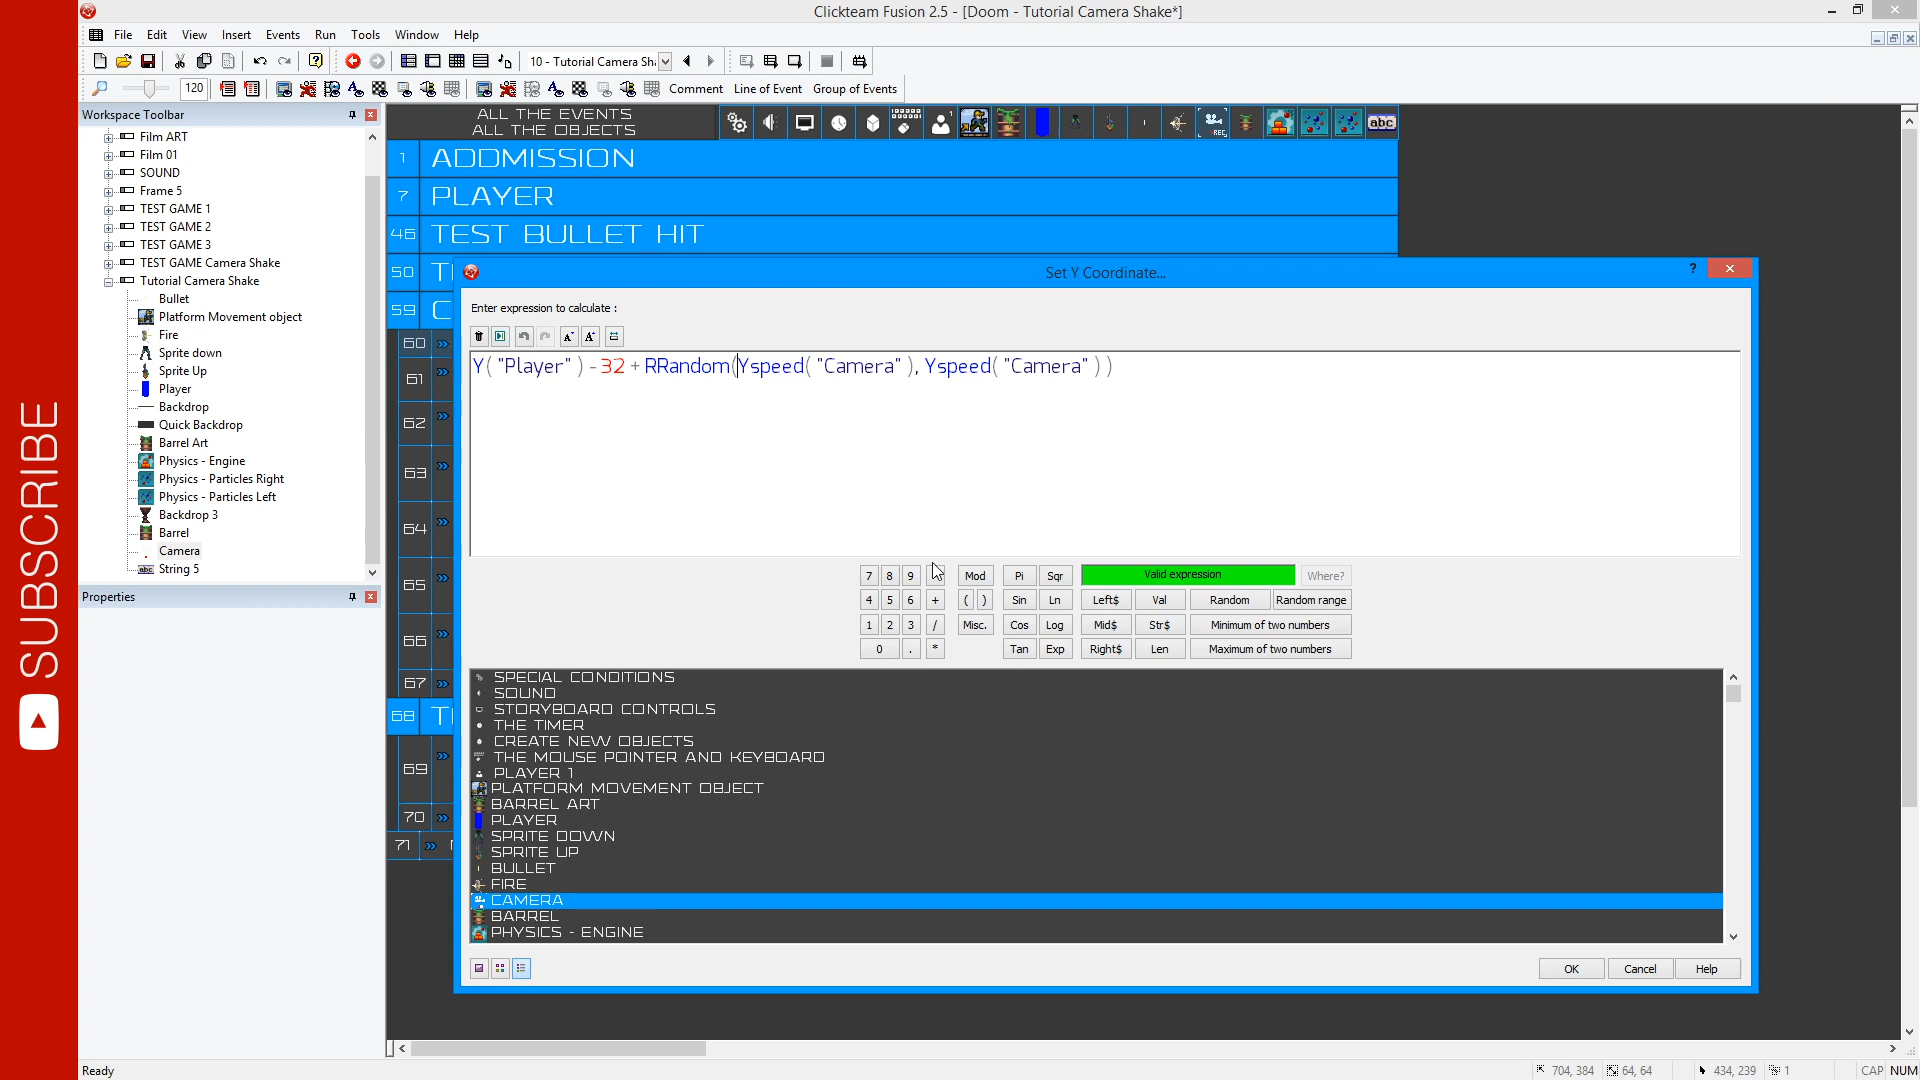 SUBSCRIBE
Clickteam Fusion 2.5 - [Doom - Tutorial Camera Shake*]
File Edit View Insert Events Run Tools Window Help
10 - Tutorial Camera Sh
120
Comment Line of Event Group of Events
Workspace Toolbar
Film ART
Film 01
SOUND
Frame 5
TEST GAME 1
TEST GAME 2
TEST GAME 3
TEST GAME Camera Shake
Tutorial Camera Shake
Bullet
Platform Movement object
Fire
Sprite down
Sprite Up
Player
Backdrop
Quick Backdrop
Barrel Art
Physics - Engine
Physics - Particles Right
Physics - Particles Left
Backdrop 3
Barrel
Camera
abc String 5
Properties
ALL THE EVENTS
ALL THE OBJECTS
1
REC
abc
1 ADDMISSION
7 PLAYER
46 TEST BULLET HIT
50 T
59
60
61
62
63
64
65
66
67
68 T
69
70
71
Set Y Coordinate...
?
Enter expression to calculate :
Y( "Player" ) - 32 + RRandom(Yspeed( "Camera" ), Yspeed( "Camera" ) )
7 8 9 Mod Pi Sqr Valid expression Where?
4 5 6 + ( ) Sin Ln Left$ Val Random Random range
1 2 3 / Misc. Cos Log Mid$ Str$ Minimum of two numbers
0 . * Tan Exp Right$ Len Maximum of two numbers
SPECIAL CONDITIONS
SOUND
STORYBOARD CONTROLS
THE TIMER
CREATE NEW OBJECTS
THE MOUSE POINTER AND KEYBOARD
PLAYER 1
PLATFORM MOVEMENT OBJECT
BARREL ART
PLAYER
SPRITE DOWN
SPRITE UP
BULLET
FIRE
CAMERA
BARREL
PHYSICS - ENGINE
OK Cancel Help
Ready
704, 384 64, 64 434, 239 1 CAP NUM